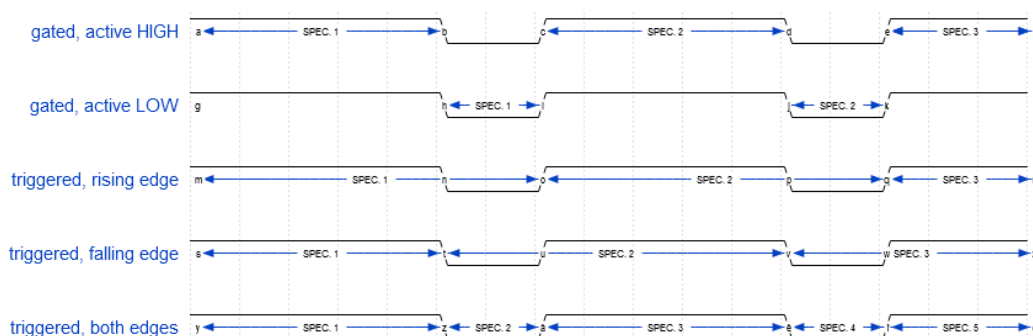 gated, active HIGH a SPEC. 1 b c SPEC. 2 d e SPEC. 3
gated, active LOW g h SPEC. 1 i j SPEC. 2 k
triggered, rising edge m SPEC. 1 n o SPEC. 2 p q SPEC. 3
triggered, falling edge s SPEC. 1 t u SPEC. 2 v w SPEC. 3
triggered, both edges y SPEC. 1 z SPEC. 2 a SPEC. 3 e SPEC. 4 SPEC. 5